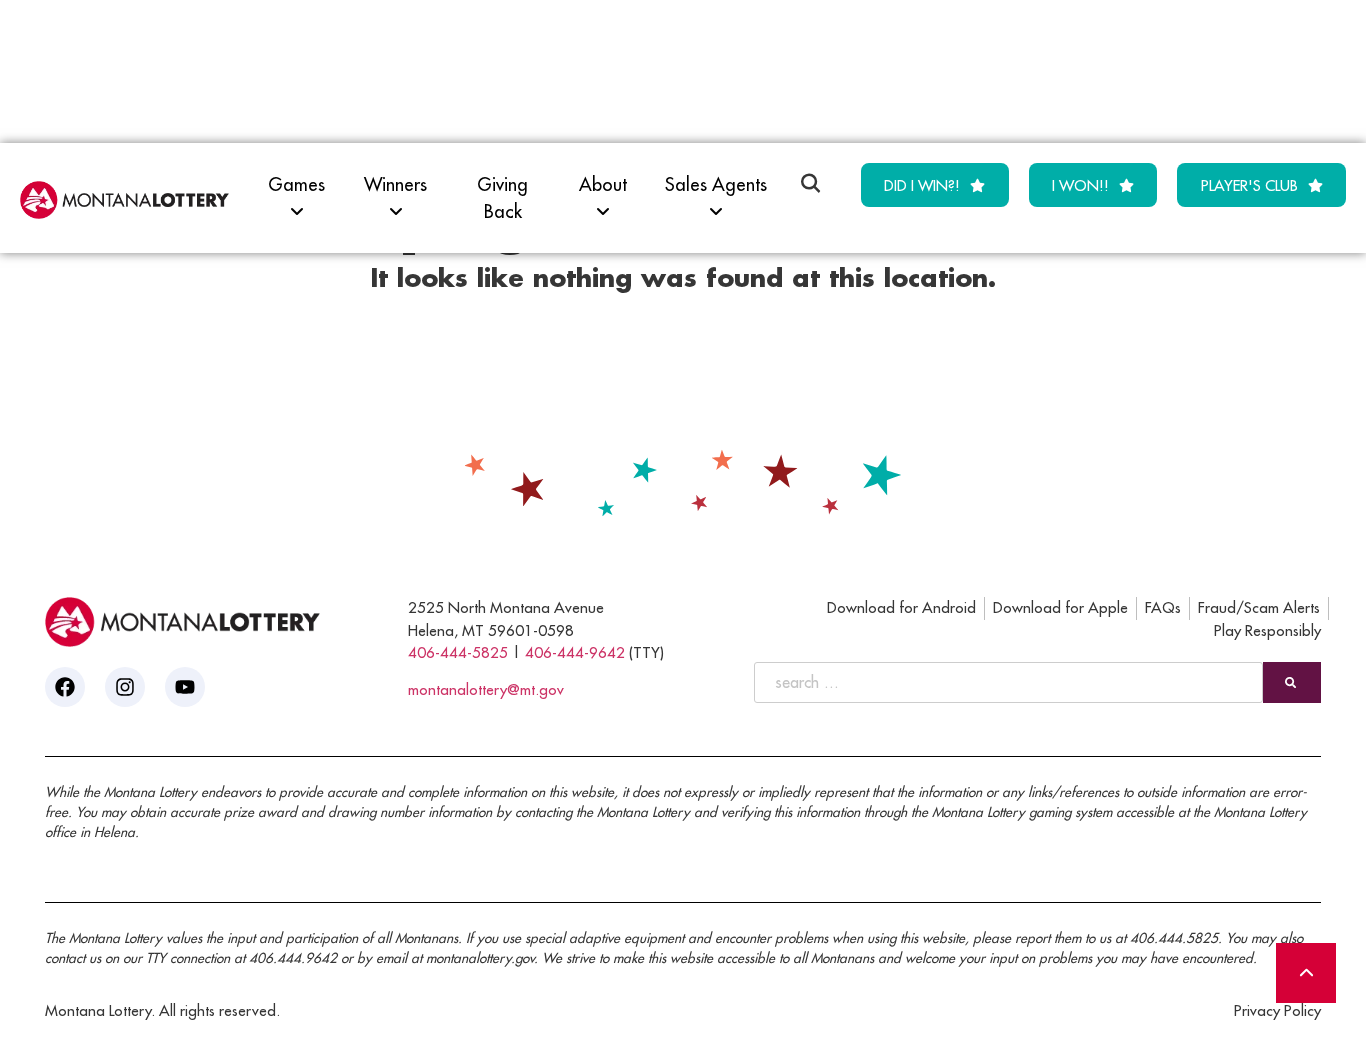 MONTANALOTTERY
Games
Winners
Giving
Back
About
Sales Agents
DID I WIN?!
I WON!!
PLAYER'S CLUB
It looks like nothing was found at this location.
MONTANALOTTERY
2525 North Montana Avenue
Helena, MT 59601-0598
406-444-5825 | 406-444-9642 (TTY)
montanalottery@mt.gov
Download for Android
Download for Apple
FAQs
Fraud/Scam Alerts
Play Responsibly
search ...
While the Montana Lottery endeavors to provide accurate and complete information on this website, it does not expressly or impliedly represent that the information or any links/references to outside information are error-
free. You may obtain accurate prize award and drawing number information by contacting the Montana Lottery and verifying this information through the Montana Lottery gaming system accessible at the Montana Lottery
office in Helena.
The Montana Lottery values the input and participation of all Montanans. If you use special adaptive equipment and encounter problems when using this website, please report them to us at 406.444.5825. You may also
contact us on our TTY connection at 406.444.9642 or by email at montanalottery.gov. We strive to make this website accessible to all Montanans and welcome your input on problems you may have encountered.
Montana Lottery. All rights reserved.
Privacy Policy